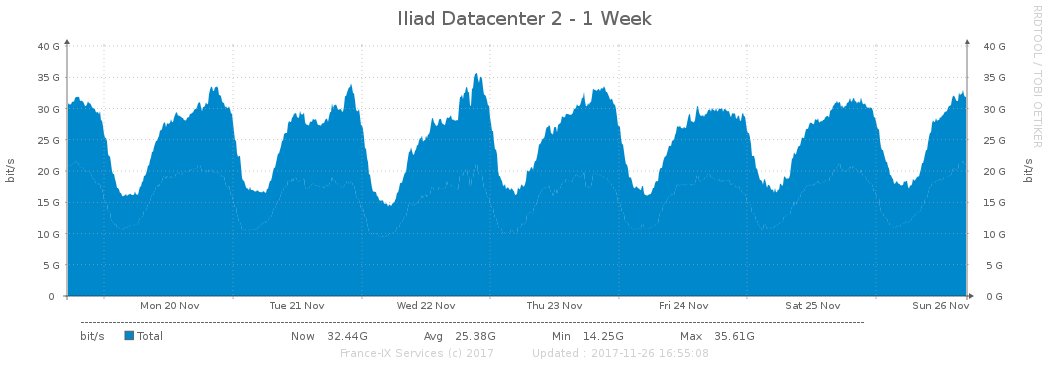 Iliad Datacenter 2 - 1 Week
RRDTOOL / TOBI OETIKER
bit/s
40 G 40 G
35 G 35 G
30 G 30 G
25 G 25 G
20 G 20 G
15 G 15 G
10 G 10 G
5 G 5 G
0 0 G
bit/s
Mon 20 Nov Tue 21 Nov Wed 22 Nov Thu 23 Nov Fri 24 Nov Sat 25 Nov Sun 26 Nov
bit/s Total Now 32.44G Avg 25.38G Min 14.25G Max 35.61G
France-IX Services (c) 2017 Updated : 2017-11-26 16:55:08